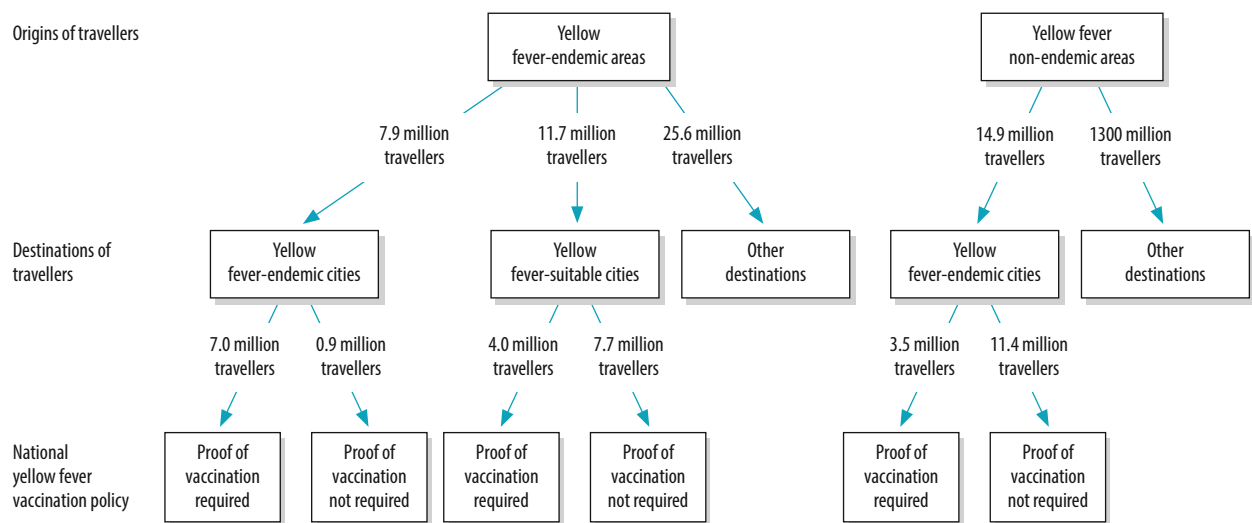 Origins of travellers
Yellow
fever-endemic areas
Yellow fever
non-endemic areas
7.9 million
travellers
11.7 million
travellers
25.6 million
travellers
14.9 million
travellers
1300 million
travellers
Destinations of
travellers
Yellow
fever-endemic cities
Yellow
fever-suitable cities
Other
destinations
Yellow
fever-endemic cities
Other
destinations
7.0 million
travellers
0.9 million
travellers
4.0 million
travellers
7.7 million
travellers
3.5 million
travellers
11.4 million
travellers
National
yellow fever
vaccination policy
Proof of
vaccination
required
Proof of
vaccination
not required
Proof of
vaccination
required
Proof of
vaccination
not required
Proof of
vaccination
required
Proof of
vaccination
not required